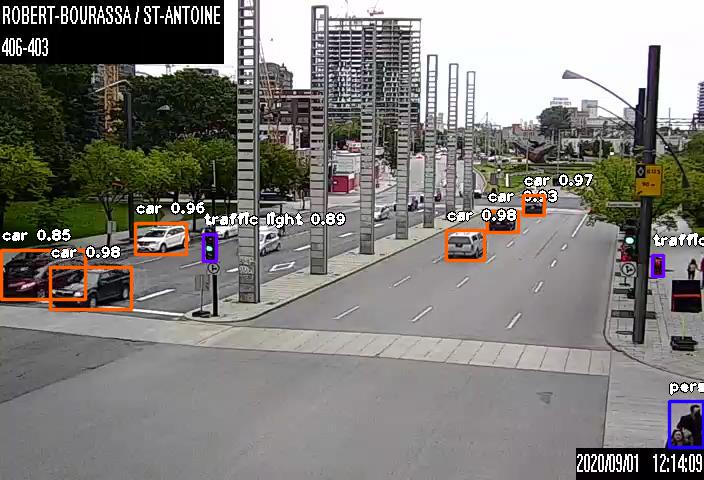 ROBERT-BOURASSA / ST-ANTOINE
406-403
car 0.97
car 0.96
0.93
traffic light 0.89
car 0.98
car 0.85
car 0.98
traffic
pers
2020/09/01 12:14:09